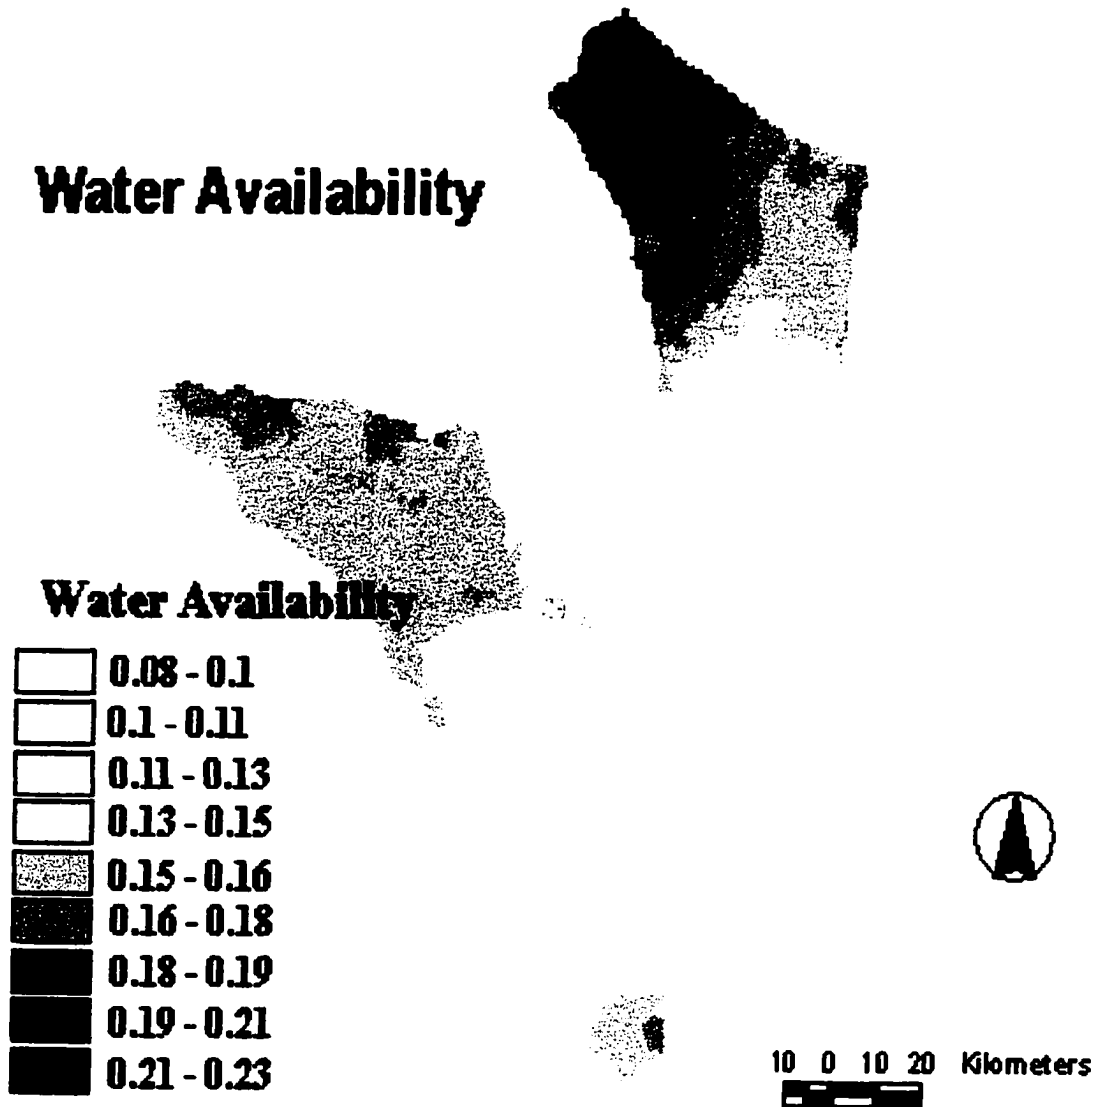 Water Availability
Water Availability
0.08 - 0.1
0.1 - 0.11
0.11 - 0.13
0.13 - 0.15
0.15 - 0.16
0.16 - 0.18
0.18 - 0.19
0.19 - 0.21
0.21 - 0.23
10 0 10 20 Kilometers